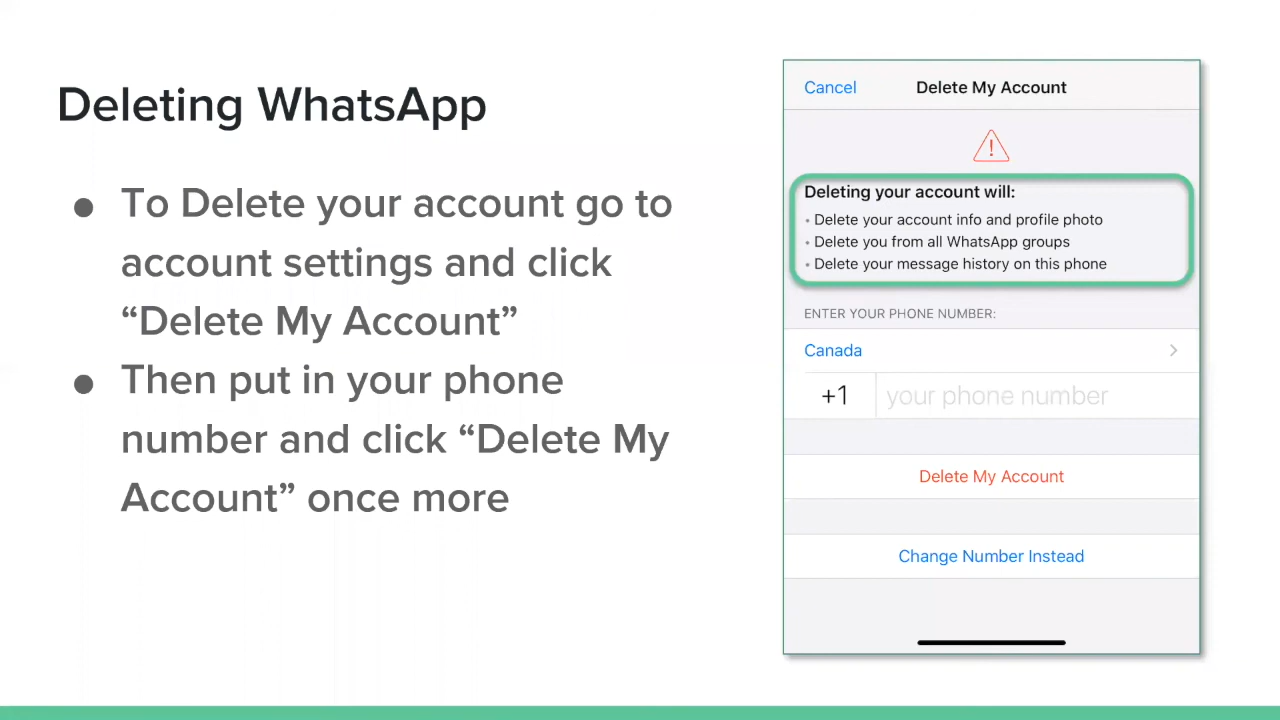 Deleting WhatsApp
● To Delete your account go to
account settings and click
“Delete My Account”
● Then put in your phone
number and click “Delete My
Account” once more
Cancel Delete My Account
Deleting your account will:
• Delete your account info and profile photo
• Delete you from all WhatsApp groups
• Delete your message history on this phone
ENTER YOUR PHONE NUMBER:
Canada
+1 your phone number
Delete My Account
Change Number Instead